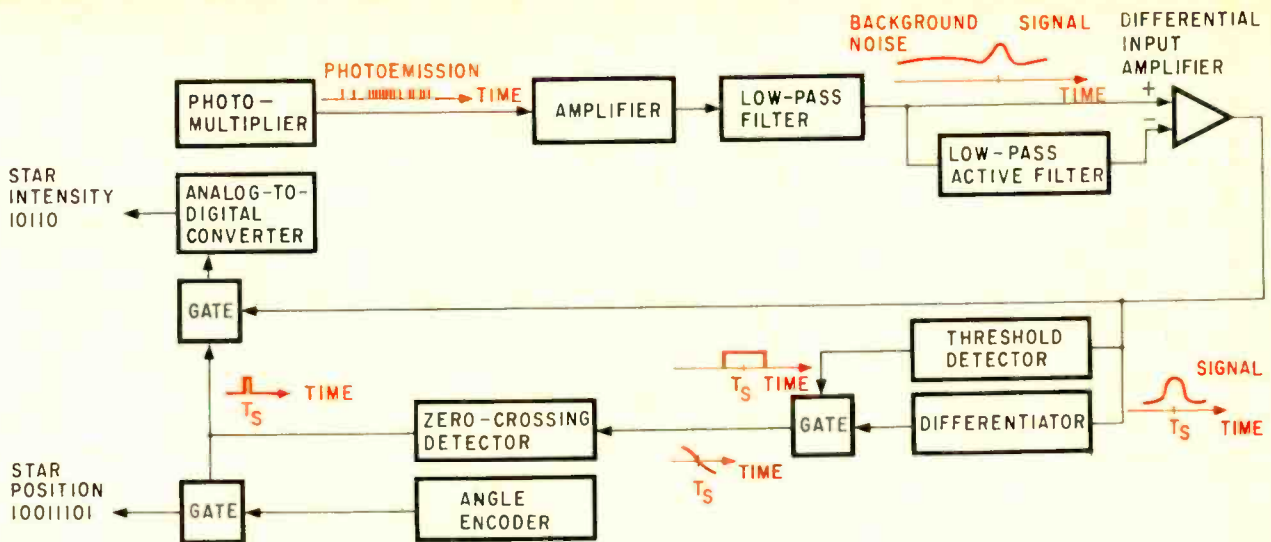 BACKGROUND
NOISE
SIGNAL
DIFFERENTIAL
INPUT
AMPLIFIER
PHOTOEMISSION
TIME
PHOTO-
MULTIPLIER
AMPLIFIER
LOW-PASS
FILTER
TIME
+
-
LOW-PASS
ACTIVE FILTER
STAR
INTENSITY
10110
ANALOG-TO-
DIGITAL
CONVERTER
GATE
THRESHOLD
DETECTOR
TS TIME
SIGNAL
TS
TIME
TIME
TS
ZERO-CROSSING
DETECTOR
GATE
DIFFERENTIATOR
TIME
TS
STAR
POSITION
10011101
GATE
ANGLE
ENCODER